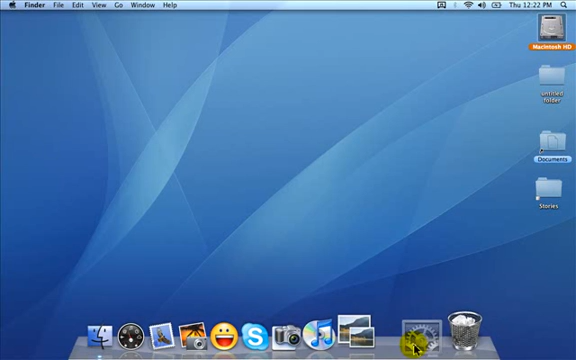 Finder File Edit View Go Window Help Thu 12:22 PM
Macintosh HD
untitled
folder
Documents
Stories